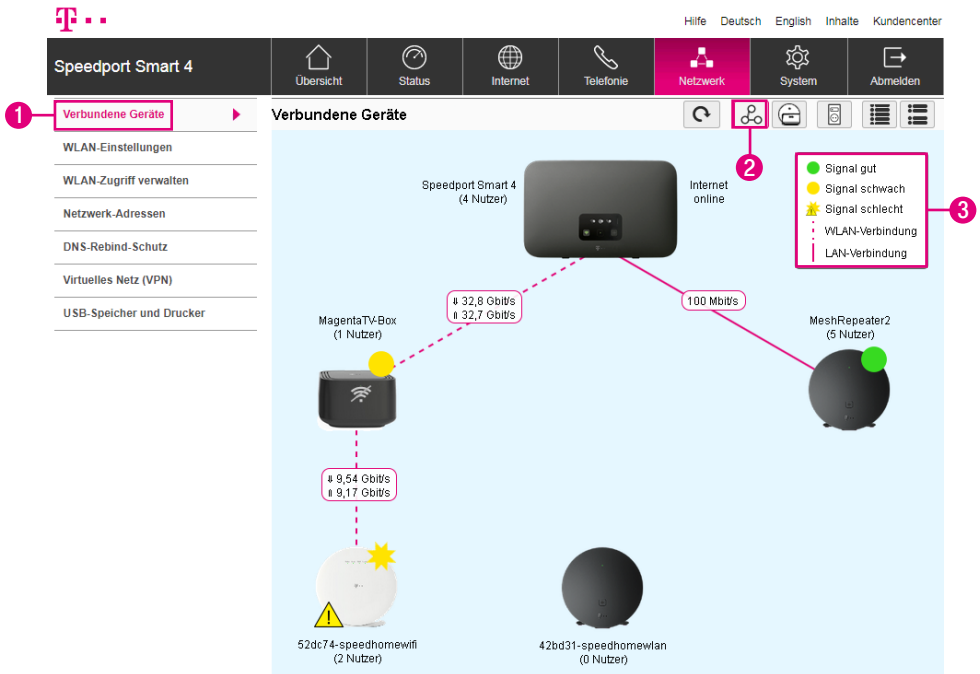 T
Hilfe Deutsch English Inhalte Kundencenter
Speedport Smart 4
Übersicht Status Internet Telefonie Netzwerk System Abmelden
1
Verbundene Geräte
WLAN-Einstellungen
WLAN-Zugriff verwalten
Netzwerk-Adressen
DNS-Rebind-Schutz
Virtuelles Netz (VPN)
USB-Speicher und Drucker
Verbundene Geräte
2
Signal gut
Signal schwach
Signal schlecht
WLAN-Verbindung
LAN-Verbindung
3
Speedport Smart 4
(4 Nutzer)
Internet
online
⇓ 32,8 Gbit/s
⇑ 32,7 Gbit/s
100 Mbit/s
MagentaTV-Box
(1 Nutzer)
MeshRepeater2
(5 Nutzer)
⇓ 9,54 Gbit/s
⇑ 9,17 Gbit/s
52dc74-speedhomewifi
(2 Nutzer)
42bd31-speedhomewlan
(0 Nutzer)